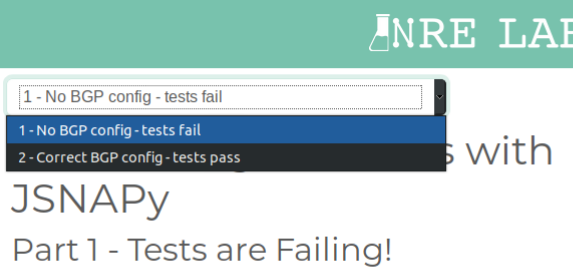 NRE LAB
1 - No BGP config - tests fail
1 - No BGP config - tests fail
2 - Correct BGP config - tests pass
s with
JSNAPy
Part 1 - Tests are Failing!